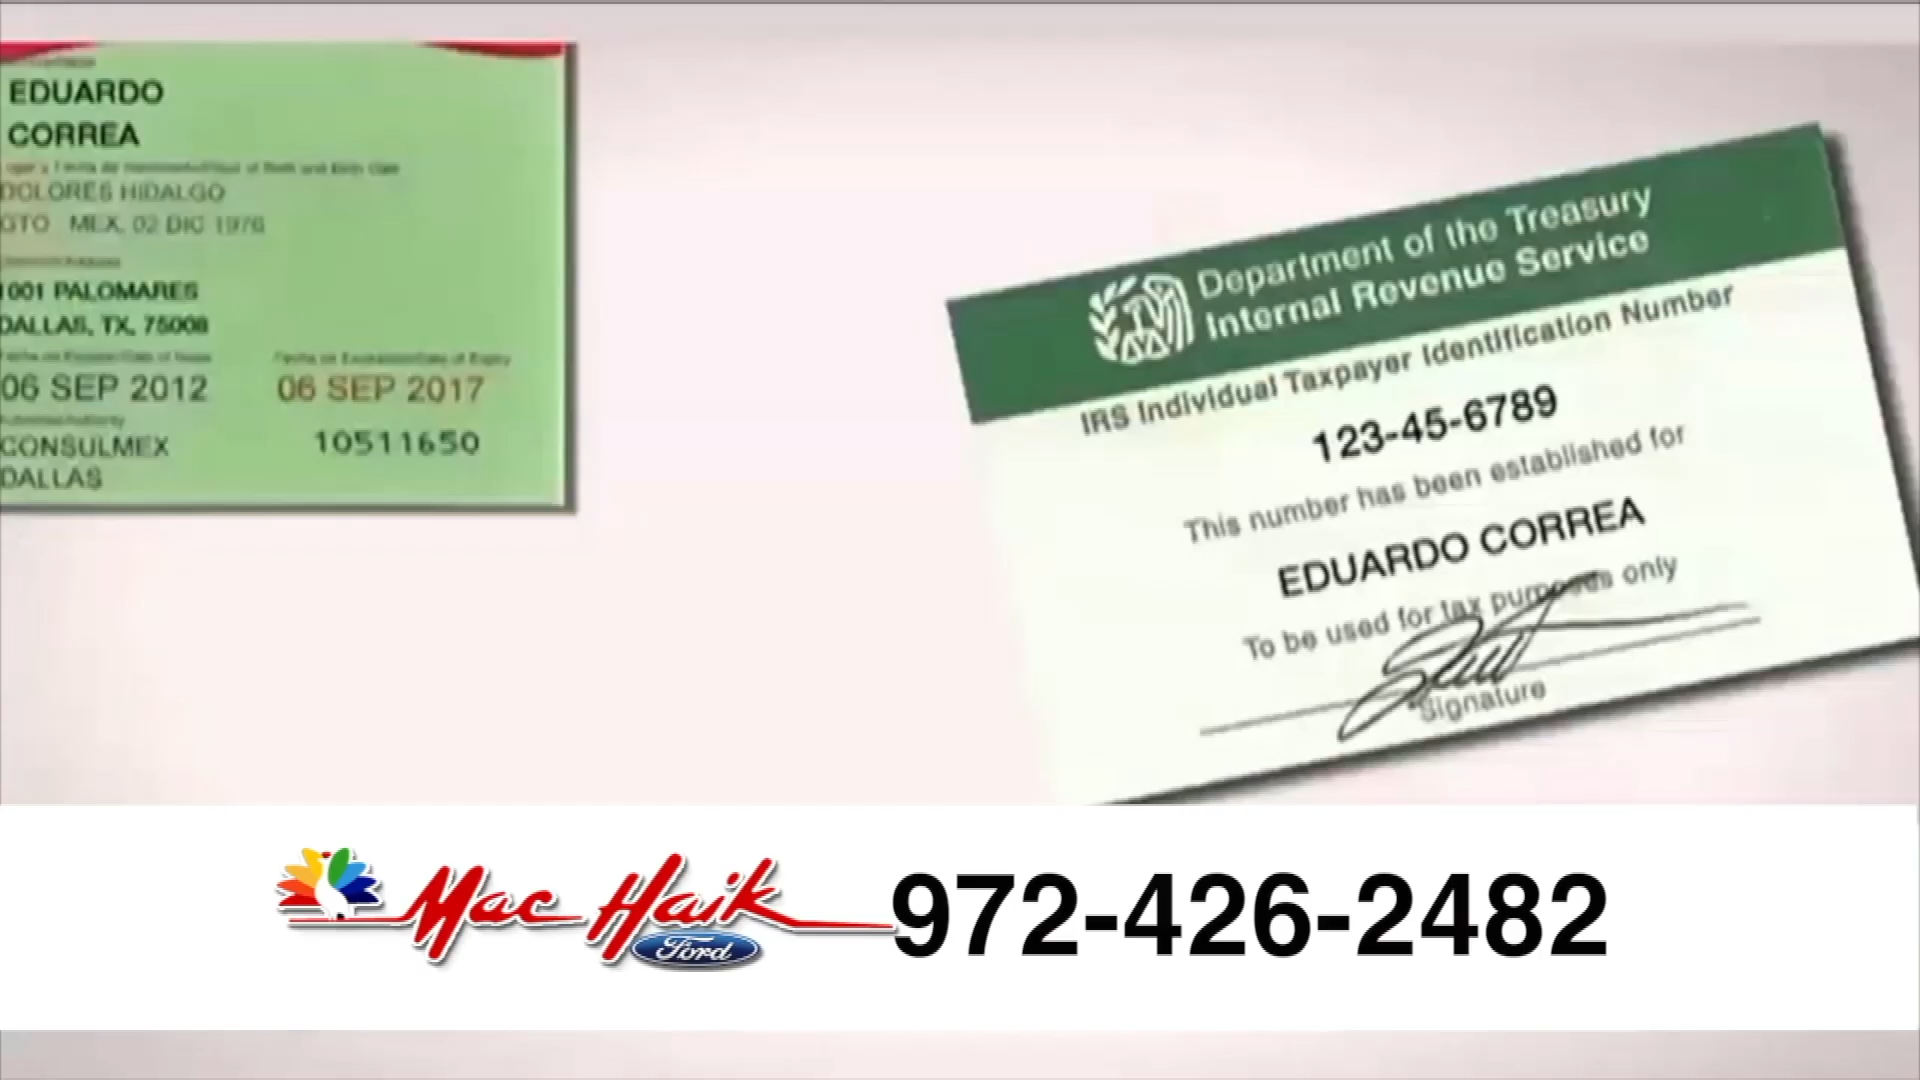 EDUARDO
CORREA
DOLORES HIDALGO
GTO MEX, 02 DIC 1976
1001 PALOMARES
DALLAS, TX, 75008
06 SEP 2012 06 SEP 2017
CONSULMEX 10511650
DALLAS
Department of the Treasury
Internal Revenue Service
IRS Individual Taxpayer Identification Number
123-45-6789
This number has been established for
EDUARDO CORREA
To be used for tax purposes only
Signature
Mac Haik 972-426-2482
Ford